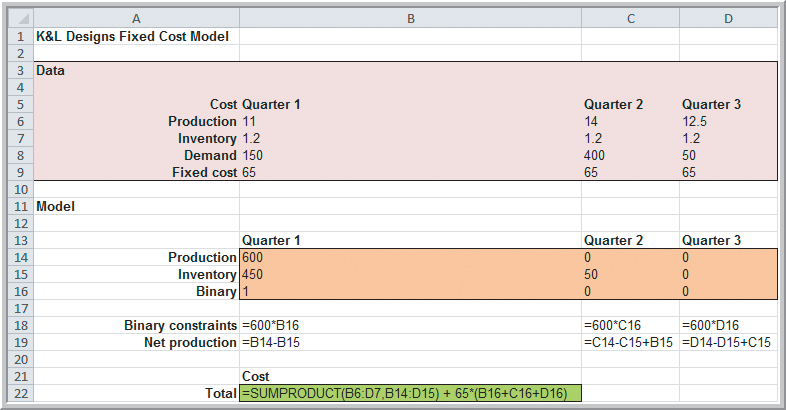 A B C D
1 K&L Designs Fixed Cost Model
2
3 Data
4
5 Cost Quarter 1 Quarter 2 Quarter 3
6 Production 11 14 12.5
7 Inventory 1.2 1.2 1.2
8 Demand 150 400 50
9 Fixed cost 65 65 65
10
11 Model
12
13 Quarter 1 Quarter 2 Quarter 3
14 Production 600 0 0
15 Inventory 450 50 0
16 Binary 1 0 0
17
18 Binary constraints =600*B16 =600*C16 =600*D16
19 Net production =B14-B15 =C14-C15+B15 =D14-D15+C15
20
21 Cost
22 Total =SUMPRODUCT(B6:D7,B14:D15) + 65*(B16+C16+D16)